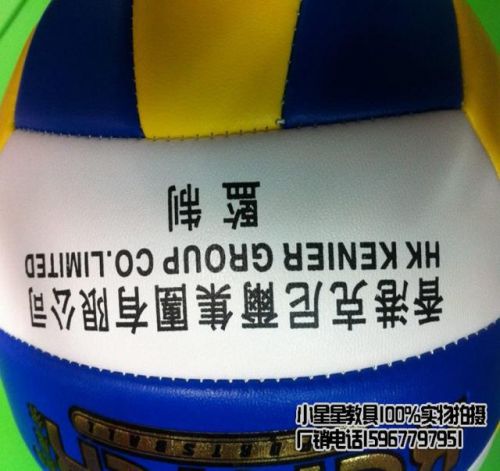 香港克尼爾集團有限公司
HK KENIER GROUP CO.LIMITED
監制
小星星教具100%实物拍摄
厂销电话15967797951